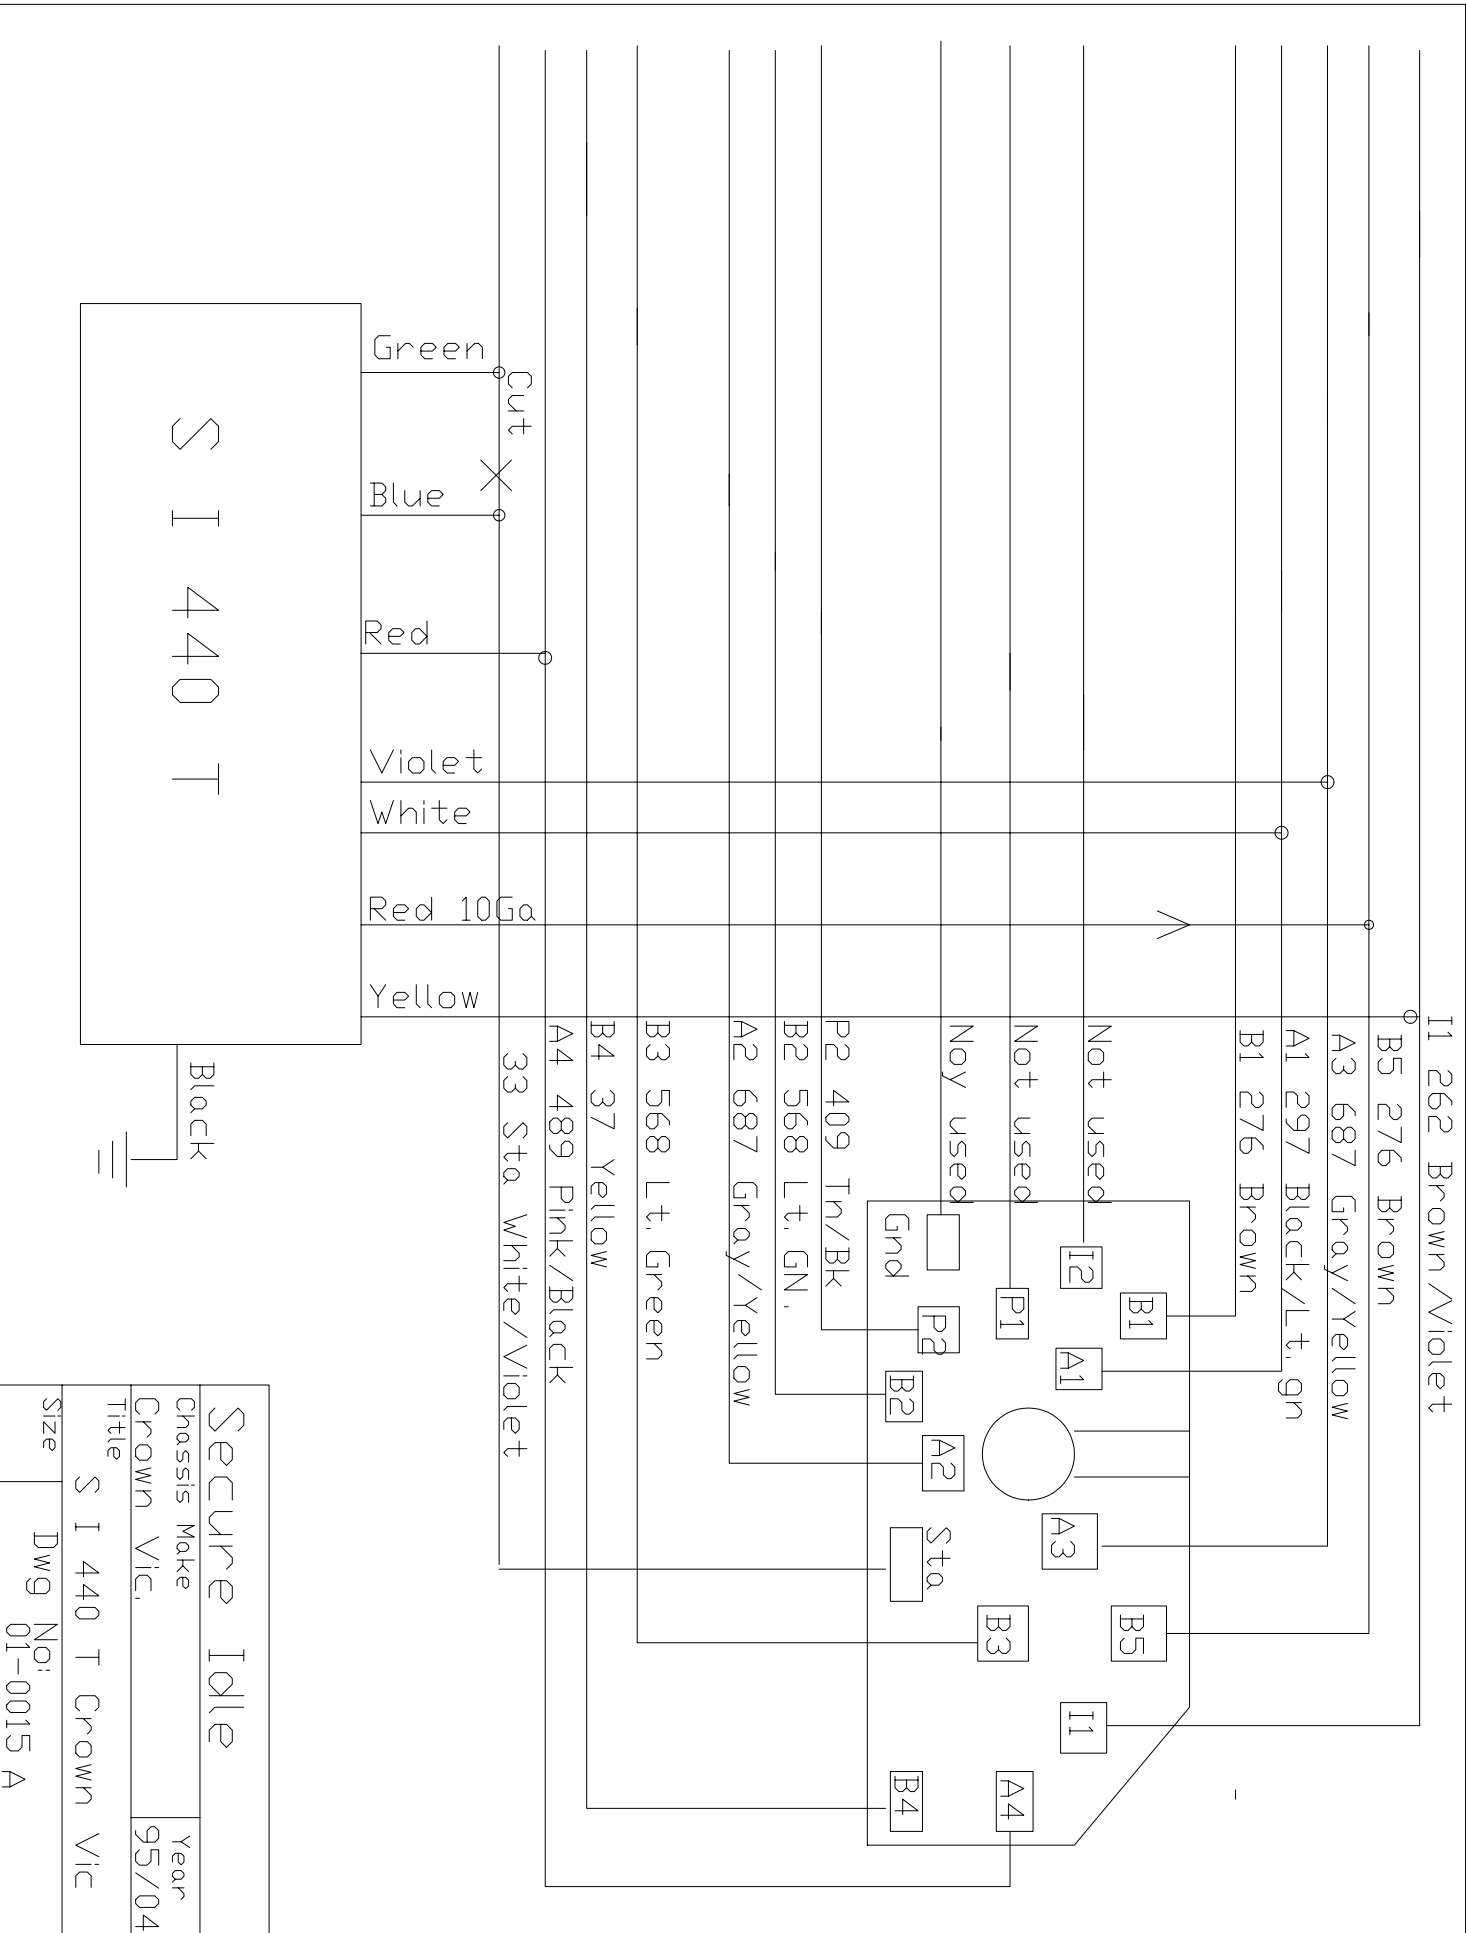 I1 262 Brown/Violet
B5 276 Brown
A3 687 Gray/Yellow
A1 297 Black/Lt. gn
B1 276 Brown
Not used
Not used
Noy used
P2 409 Tn/Bk
B2 568 Lt. GN.
A2 687 Gray/Yellow
B3 568 Lt. Green
B4 37 Yellow
A4 489 Pink/Black
33 Sta White/Violet
B1
I2
A1
P1
Gnd
P2
B2
A2
A3
Sta
B5
B3
I1
A4
B4
Cut
Green
Blue
Red
Violet
White
Red 10Ga
Yellow
S I 440 T
Black
Secure Idle
Chassis Make
Year
Crown Vic.
95/04
Title
S I 440 T Crown Vic
Size
Dwg No:
01-0015 A